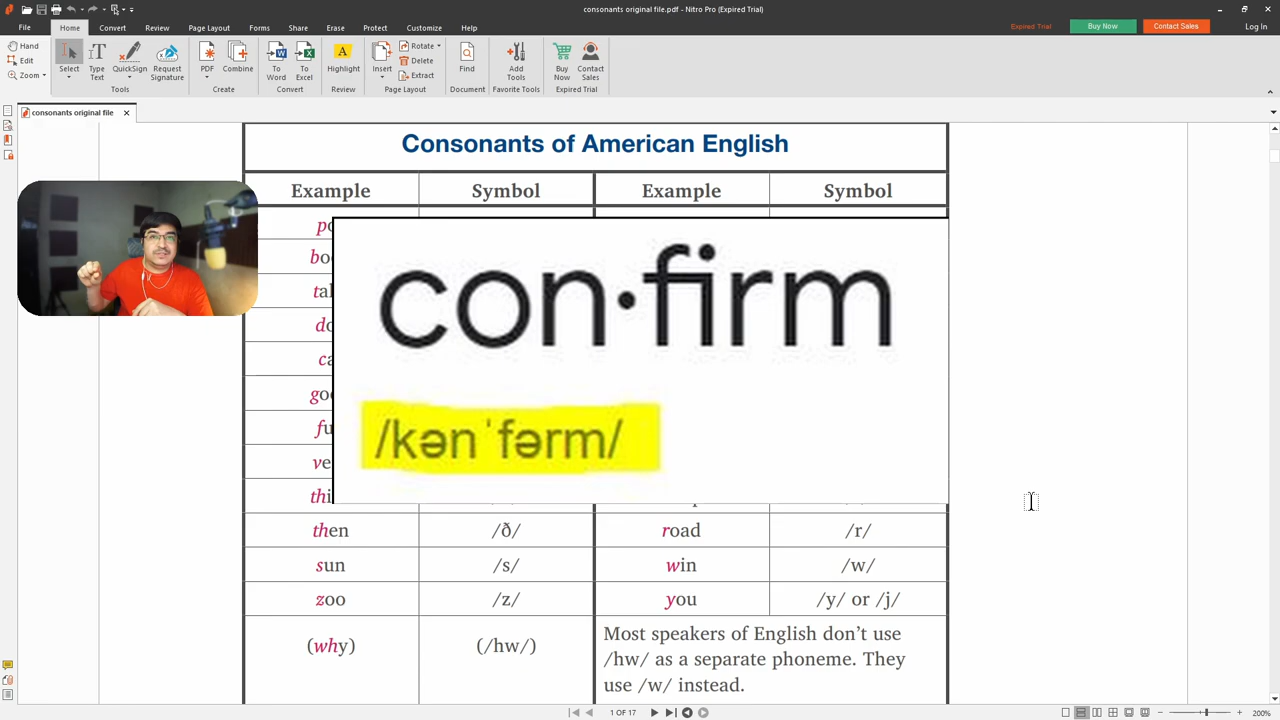 consonants original file.pdf - Nitro Pro (Expired Trial)
File Home Convert Review Page Layout Forms Share Erase Protect Customize Help Expired Trial Buy Now Contact Sales Log In
Hand
Edit
Zoom
Select
Type Text
QuickSign
Request Signature
Tools
PDF
Combine
Create
To Word
To Excel
Convert
Highlight
Review
Insert
Rotate
Delete
Extract
Page Layout
Find
Document
Add Tools
Favorite Tools
Buy Now
Contact Sales
Expired Trial
consonants original file
Consonants of American English
Example Symbol Example Symbol
con·firm
/kənˈfərm/
then /ð/ road /r/
sun /s/ win /w/
zoo /z/ you /y/ or /j/
(why) (/hw/) Most speakers of English don't use
/hw/ as a separate phoneme. They
use /w/ instead.
1 OF 17
200%